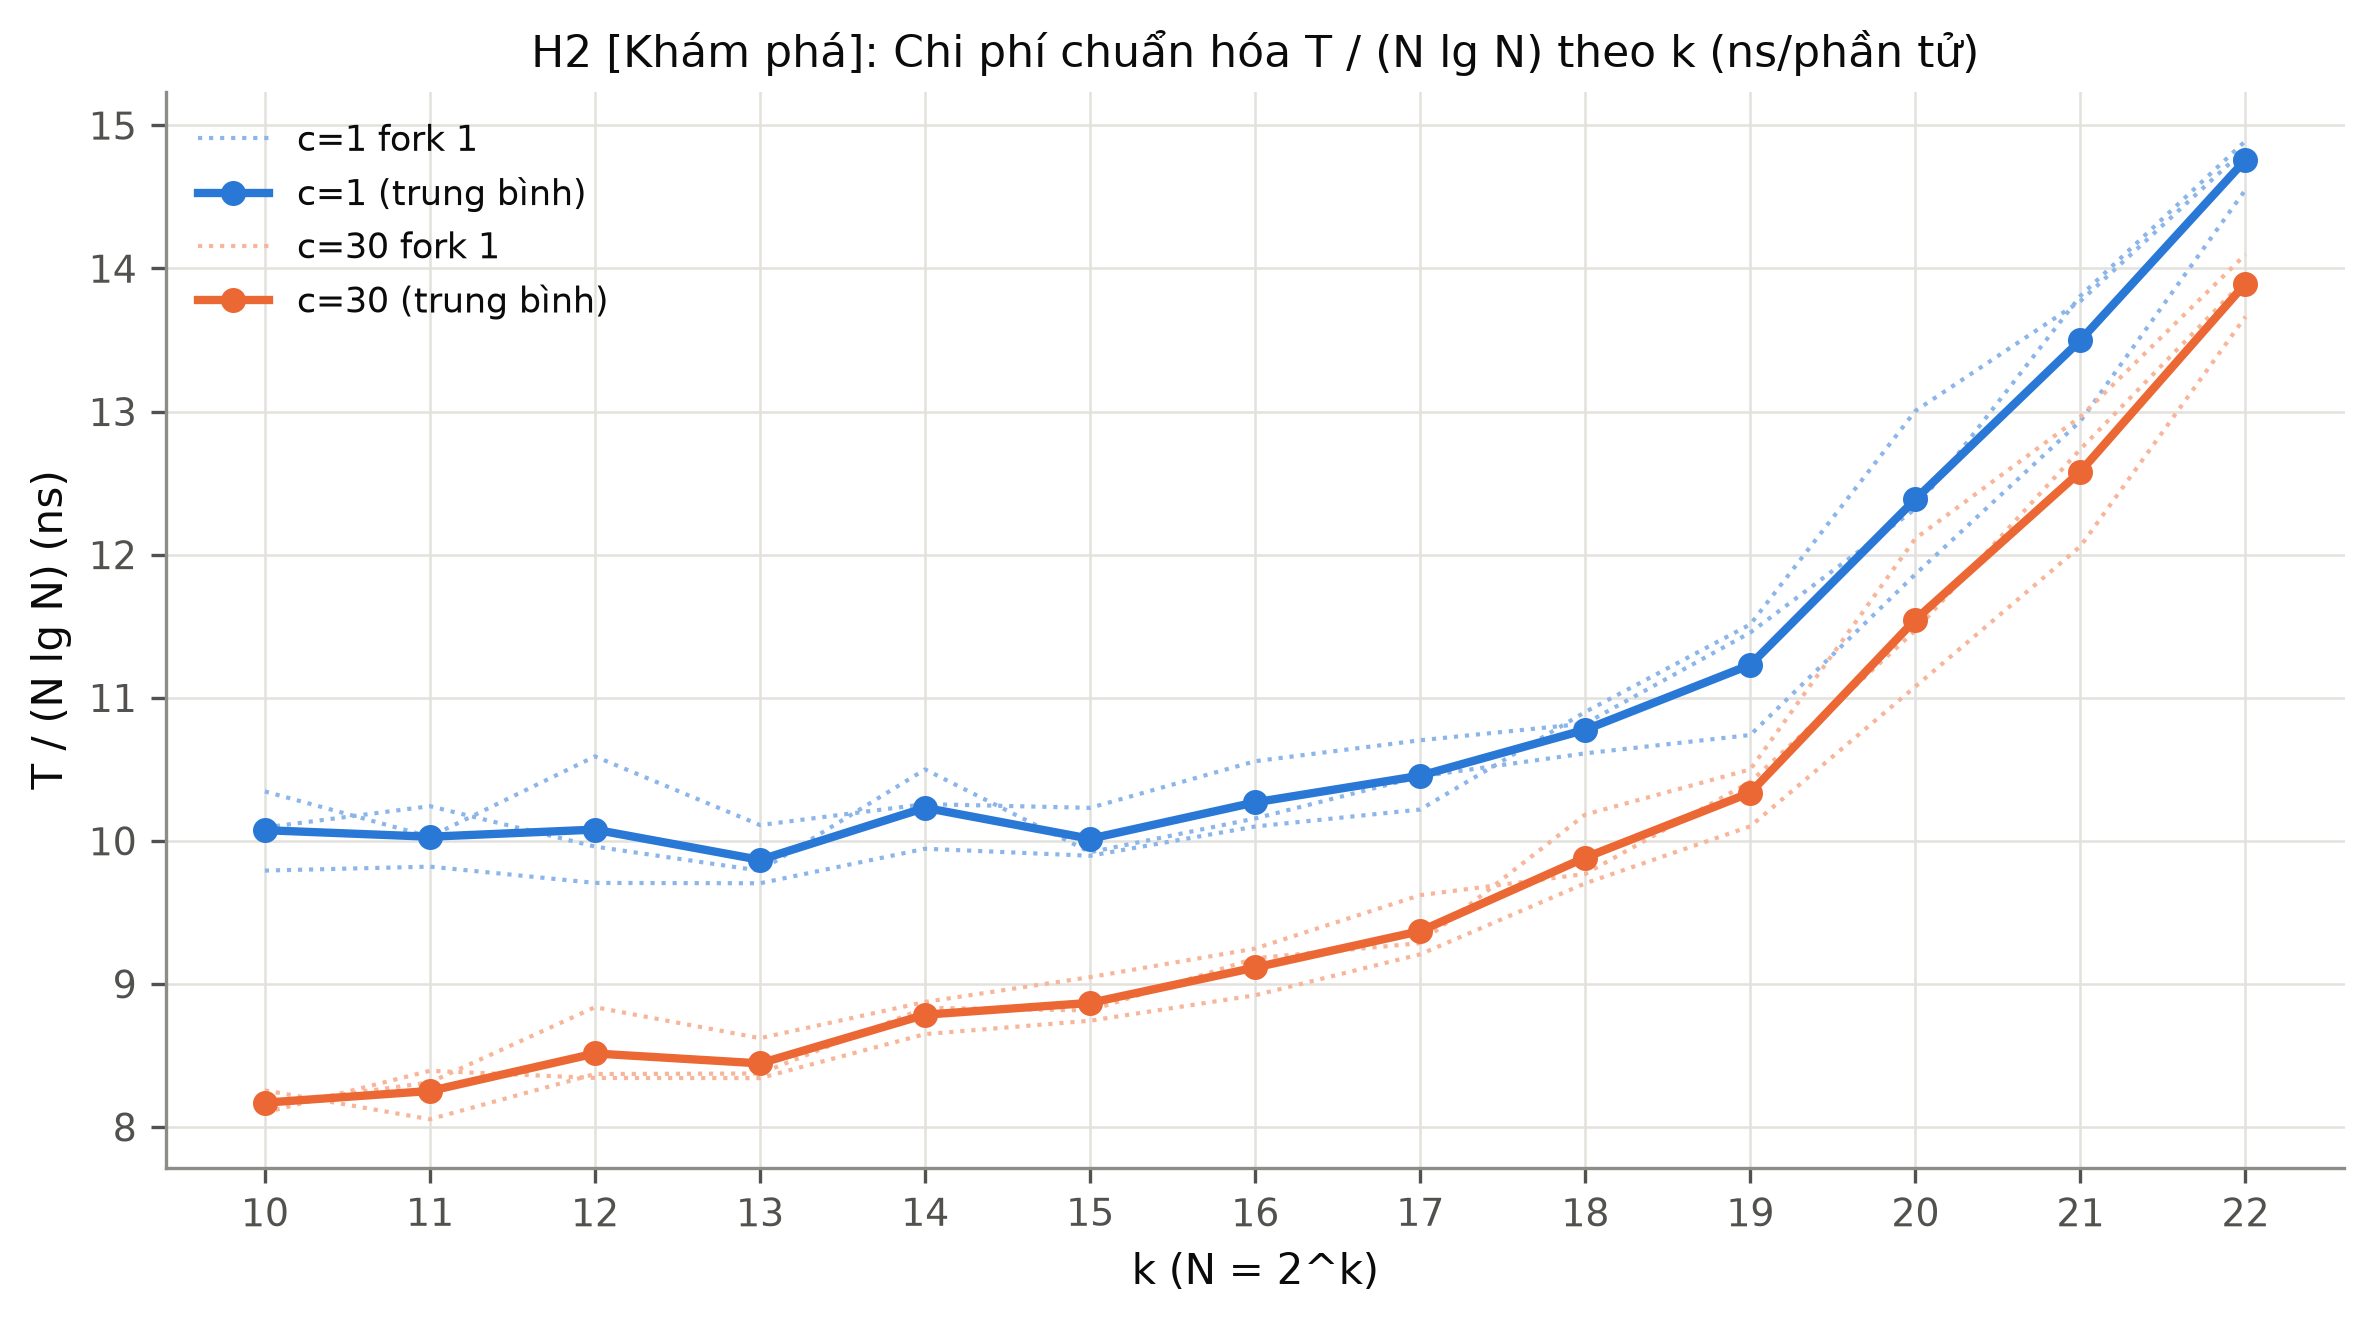 H2 [Khám phá]: Chi phí chuẩn hóa T / (N lg N) theo k (ns/phần tử)
15
14
13
12
11
10
9
8
T / (N lg N) (ns)
c=1 fork 1
c=1 (trung bình)
c=30 fork 1
c=30 (trung bình)
10 11 12 13 14 15 16 17 18 19 20 21 22
k (N = 2^k)